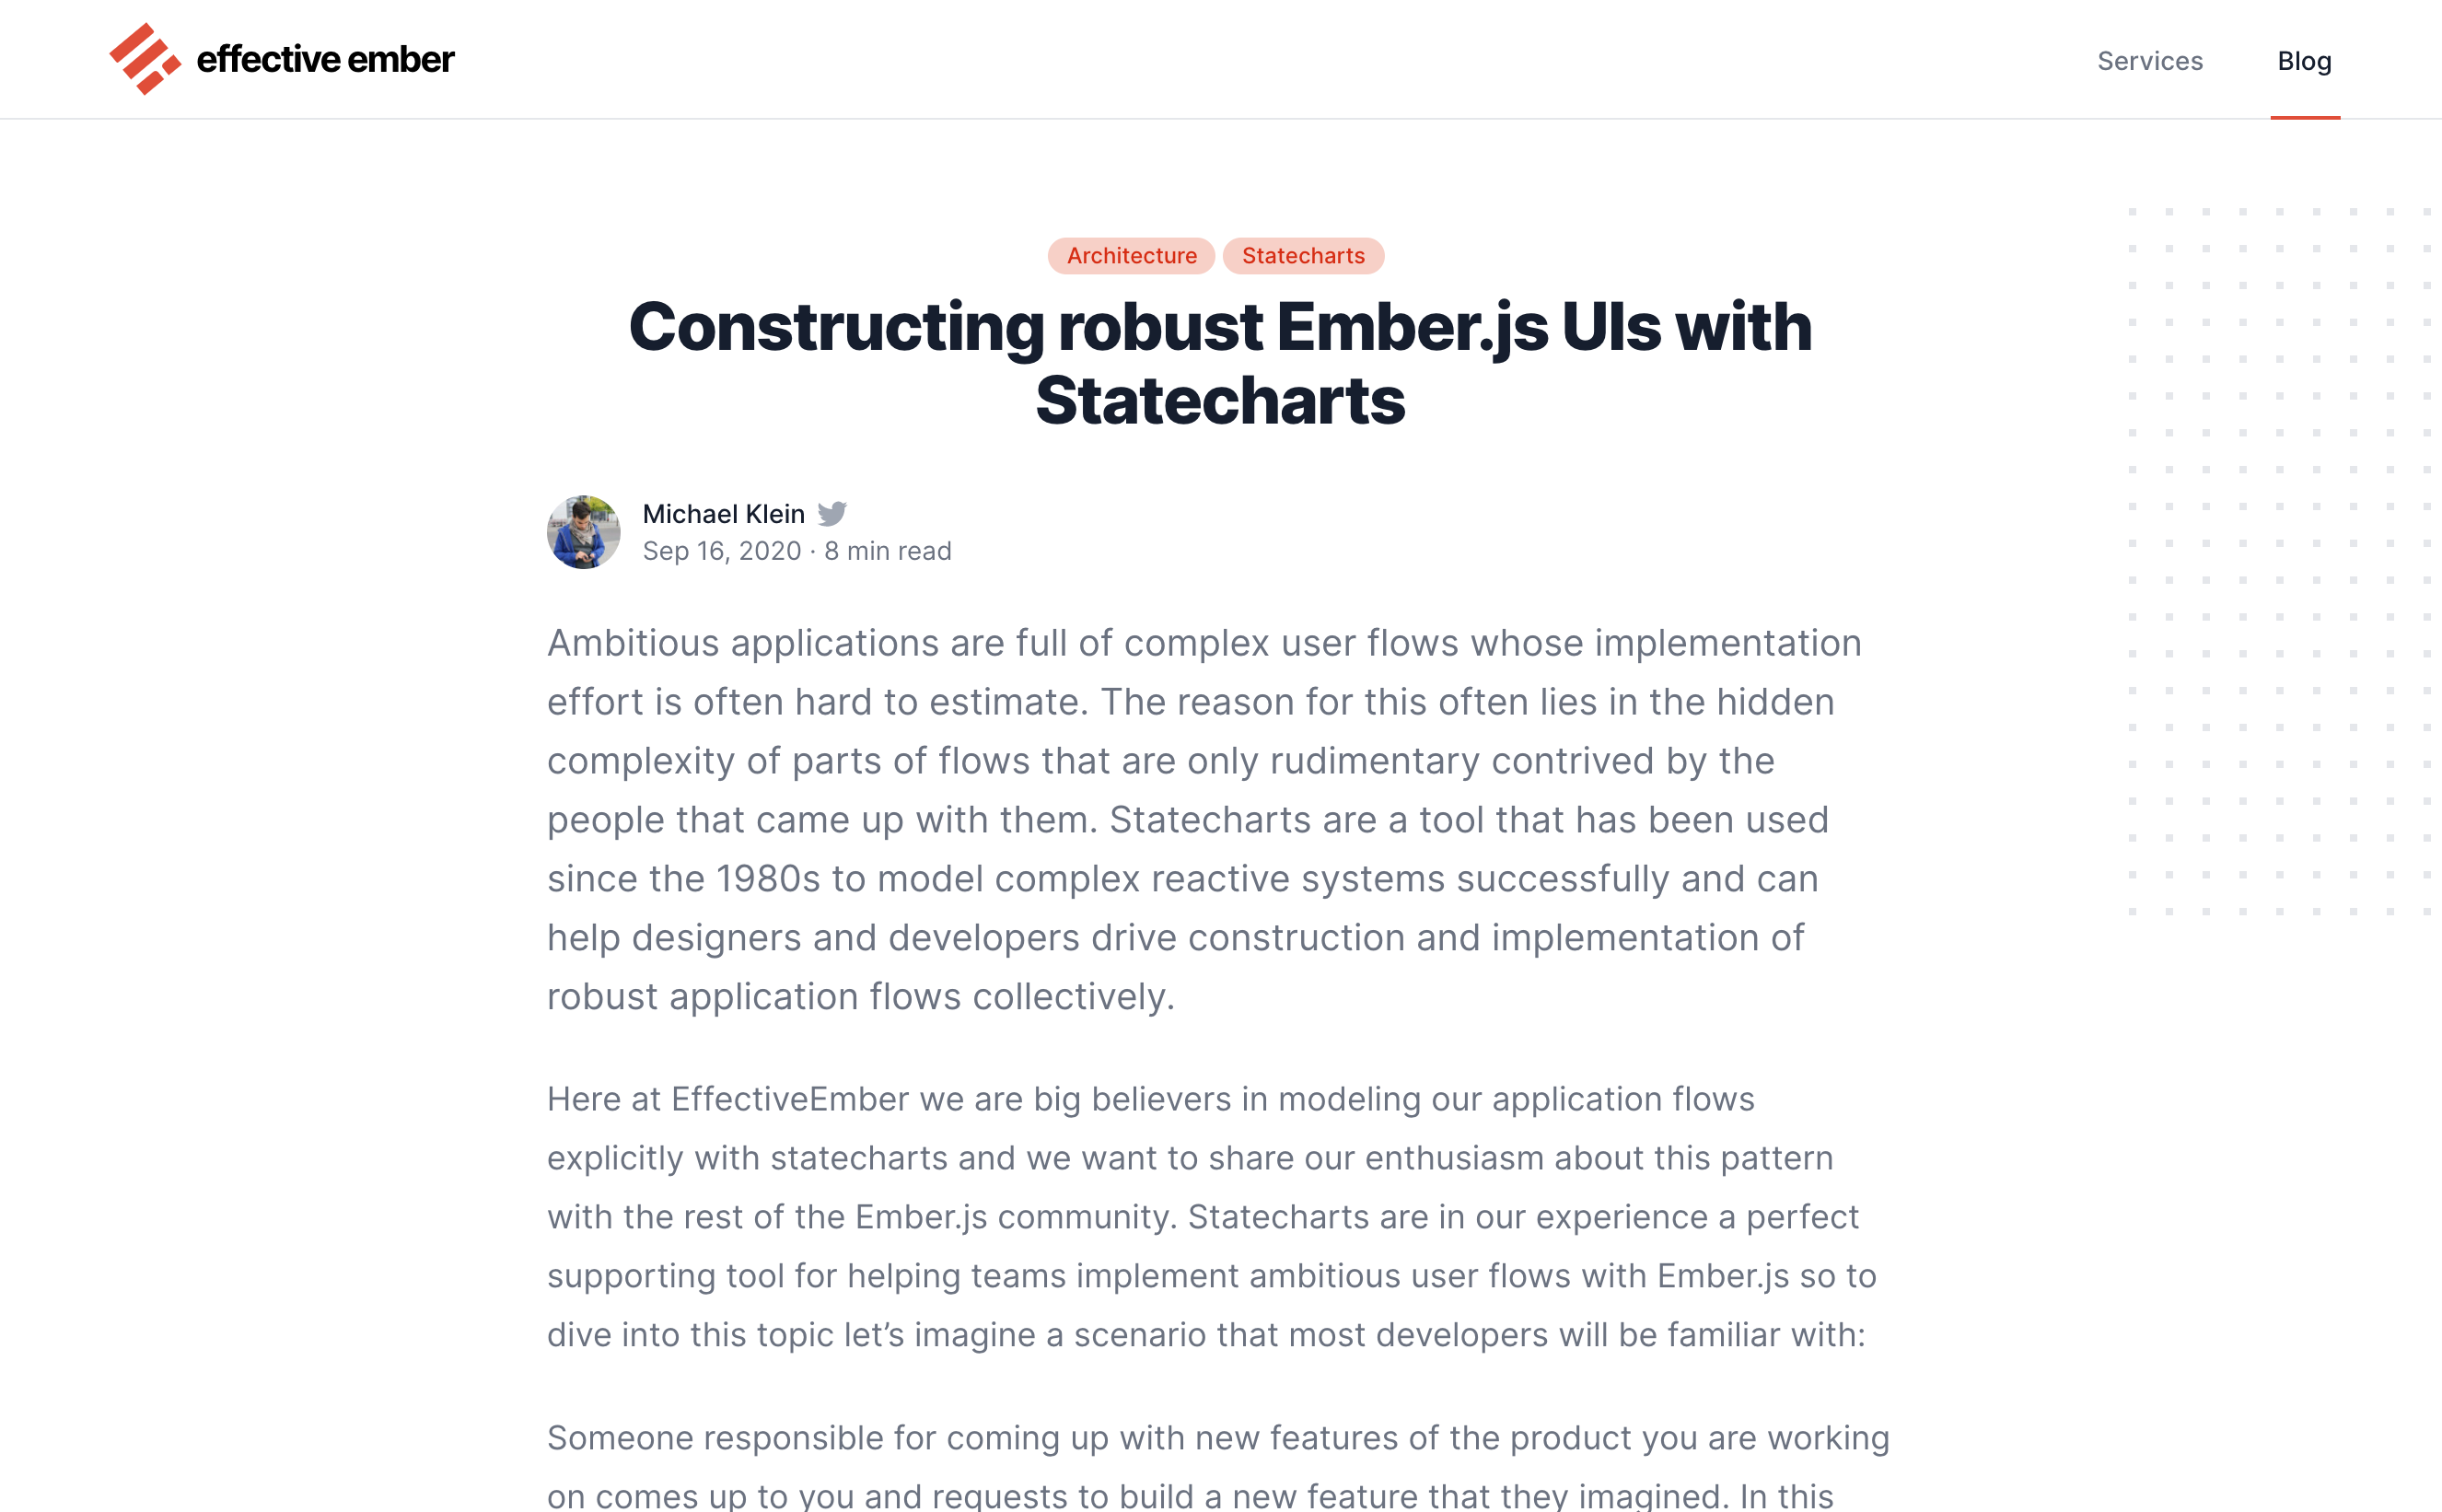 effective ember
Services
Blog
Architecture
Statecharts
Constructing robust Ember.js UIs with
Statecharts
Michael Klein
Sep 16, 2020 · 8 min read
Ambitious applications are full of complex user flows whose implementation
effort is often hard to estimate. The reason for this often lies in the hidden
complexity of parts of flows that are only rudimentary contrived by the
people that came up with them. Statecharts are a tool that has been used
since the 1980s to model complex reactive systems successfully and can
help designers and developers drive construction and implementation of
robust application flows collectively.
Here at EffectiveEmber we are big believers in modeling our application flows
explicitly with statecharts and we want to share our enthusiasm about this pattern
with the rest of the Ember.js community. Statecharts are in our experience a perfect
supporting tool for helping teams implement ambitious user flows with Ember.js so to
dive into this topic let’s imagine a scenario that most developers will be familiar with:
Someone responsible for coming up with new features of the product you are working
on comes up to you and requests to build a new feature that they imagined. In this